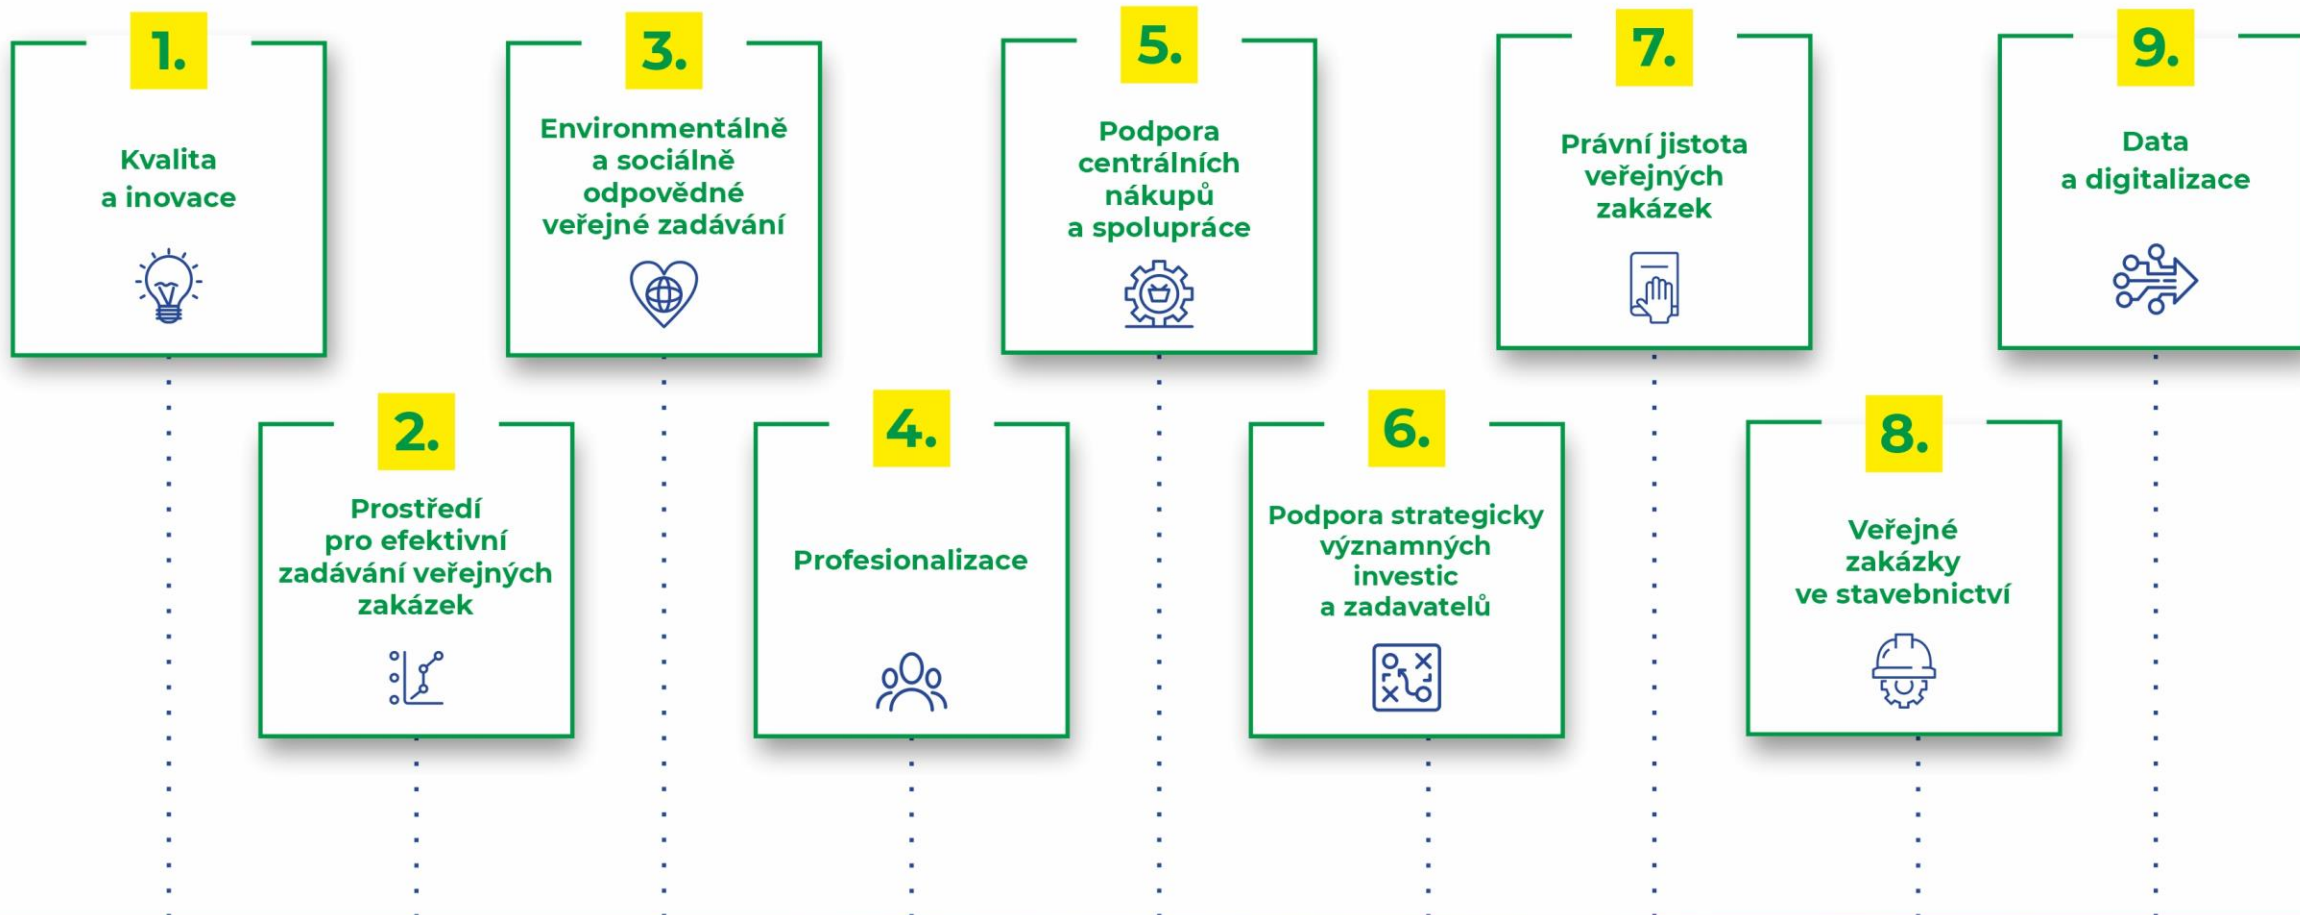 1.
Kvalita
a inovace
2.
Prostředí
pro efektivní
zadávání veřejných
zakázek
3.
Environmentálně
a sociálně
odpovědné
veřejné zadávání
4.
Profesionalizace
5.
Podpora
centrálních
nákupů
a spolupráce
6.
Podpora strategicky
významných
investic
a zadavatelů
7.
Právní jistota
veřejných
zakázek
8.
Veřejné
zakázky
ve stavebnictví
9.
Data
a digitalizace